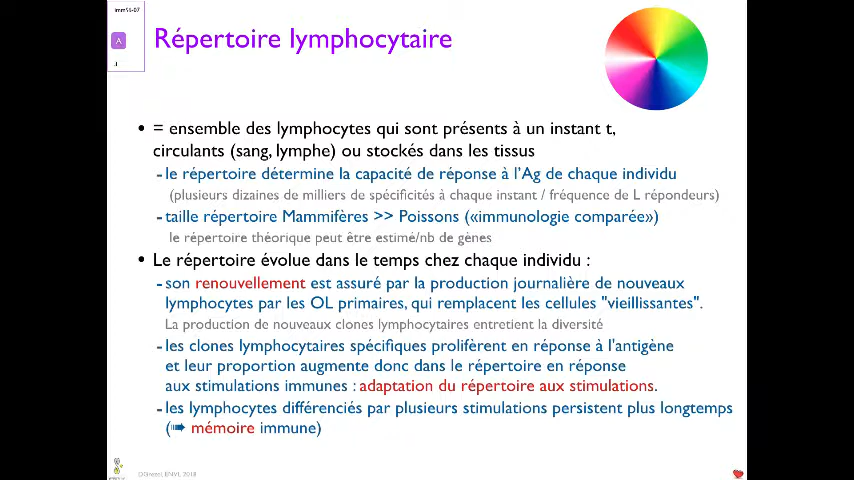 imm56-07
A
Répertoire lymphocytaire
• = ensemble des lymphocytes qui sont présents à un instant t,
circulants (sang, lymphe) ou stockés dans les tissus
- le répertoire détermine la capacité de réponse à l'Ag de chaque individu
(plusieurs dizaines de milliers de spécificités à chaque instant / fréquence de L répondeurs)
- taille répertoire Mammifères >> Poissons («immunologie comparée»)
le répertoire théorique peut être estimé/nb de gènes
• Le répertoire évolue dans le temps chez chaque individu :
- son renouvellement est assuré par la production journalière de nouveaux
lymphocytes par les OL primaires, qui remplacent les cellules "vieillissantes".
La production de nouveaux clones lymphocytaires entretient la diversité
- les clones lymphocytaires spécifiques prolifèrent en réponse à l'antigène
et leur proportion augmente donc dans le répertoire en réponse
aux stimulations immunes : adaptation du répertoire aux stimulations.
- les lymphocytes différenciés par plusieurs stimulations persistent plus longtemps
(➠ mémoire immune)
ENVL 2018